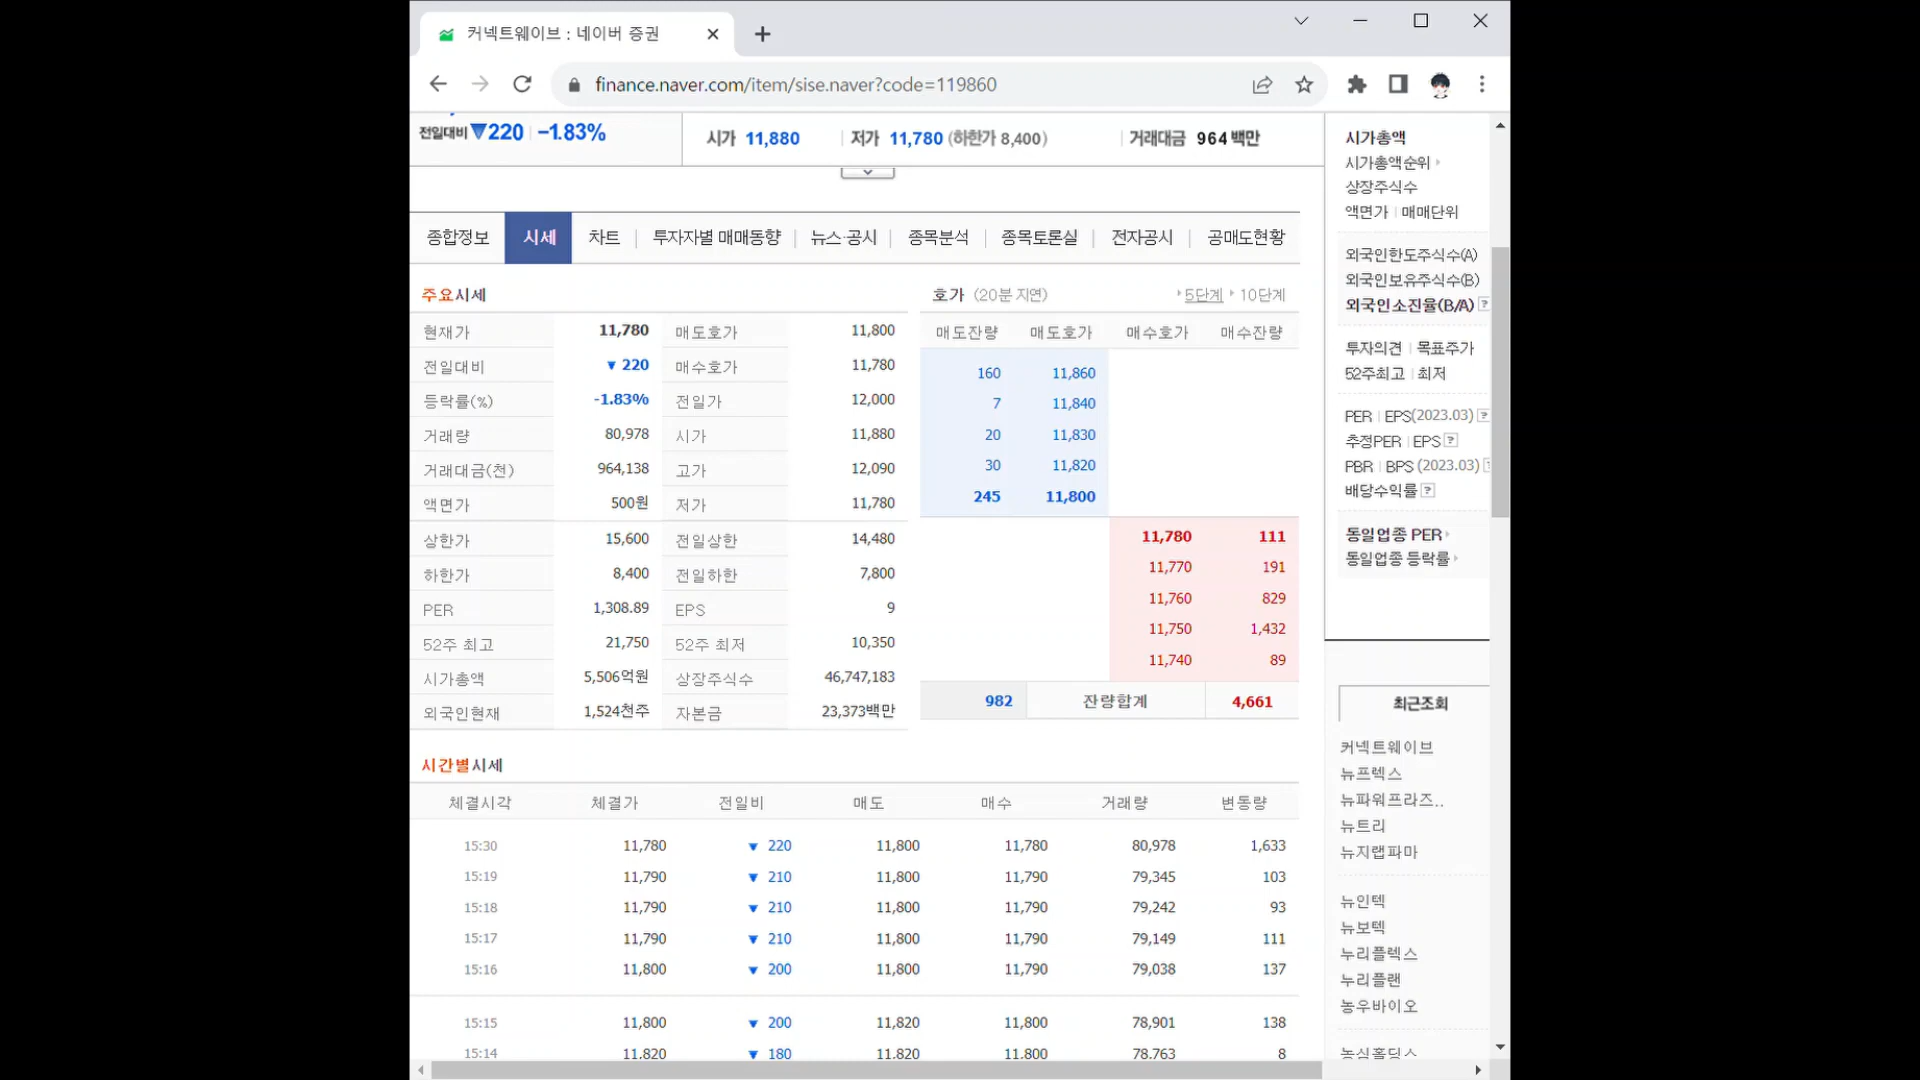 커넥트웨이브 : 네이버 증권
finance.naver.com/item/sise.naver?code=119860
전일대비 ▼220 | -1.83%
시가 11,880 | 저가 11,780 (하한가 8,400) | 거래대금 964 백만
종합정보 시세 차트 | 투자자별 매매동향 | 뉴스·공시 | 종목분석 | 종목토론실 | 전자공시 | 공매도현황
주요시세
현재가 11,780 매도호가 11,800
전일대비 ▼ 220 매수호가 11,780
등락률(%) -1.83% 전일가 12,000
거래량 80,978 시가 11,880
거래대금(천) 964,138 고가 12,090
액면가 500원 저가 11,780
상한가 15,600 전일상한 14,480
하한가 8,400 전일하한 7,800
PER 1,308.89 EPS 9
52주 최고 21,750 52주 최저 10,350
시가총액 5,506억원 상장주식수 46,747,183
외국인현재 1,524천주 자본금 23,373백만
호가 (20분 지연) 5단계 10단계
매도잔량 매도호가 매수호가 매수잔량
160 11,860
7 11,840
20 11,830
30 11,820
245 11,800
11,780 111
11,770 191
11,760 829
11,750 1,432
11,740 89
982 잔량합계 4,661
시간별시세
체결시각 체결가 전일비 매도 매수 거래량 변동량
15:30 11,780 ▼ 220 11,800 11,780 80,978 1,633
15:19 11,790 ▼ 210 11,800 11,790 79,345 103
15:18 11,790 ▼ 210 11,800 11,790 79,242 93
15:17 11,790 ▼ 210 11,800 11,790 79,149 111
15:16 11,800 ▼ 200 11,800 11,790 79,038 137
15:15 11,800 ▼ 200 11,820 11,800 78,901 138
15:14 11,820 ▼ 180 11,820 11,800 78,763 8
시가총액
시가총액순위
상장주식수
액면가 | 매매단위
외국인한도주식수(A)
외국인보유주식수(B)
외국인소진율(B/A) ?
투자의견 | 목표주가
52주최고 | 최저
PER | EPS(2023.03) ?
추정PER | EPS ?
PBR | BPS (2023.03) ?
배당수익률 ?
동일업종 PER
동일업종 등락률
최근조회
커넥트웨이브
뉴프렉스
뉴파워프라즈..
뉴트리
뉴지랩파마
뉴인텍
뉴보텍
누리플렉스
누리플랜
농우바이오
농심홀딩스